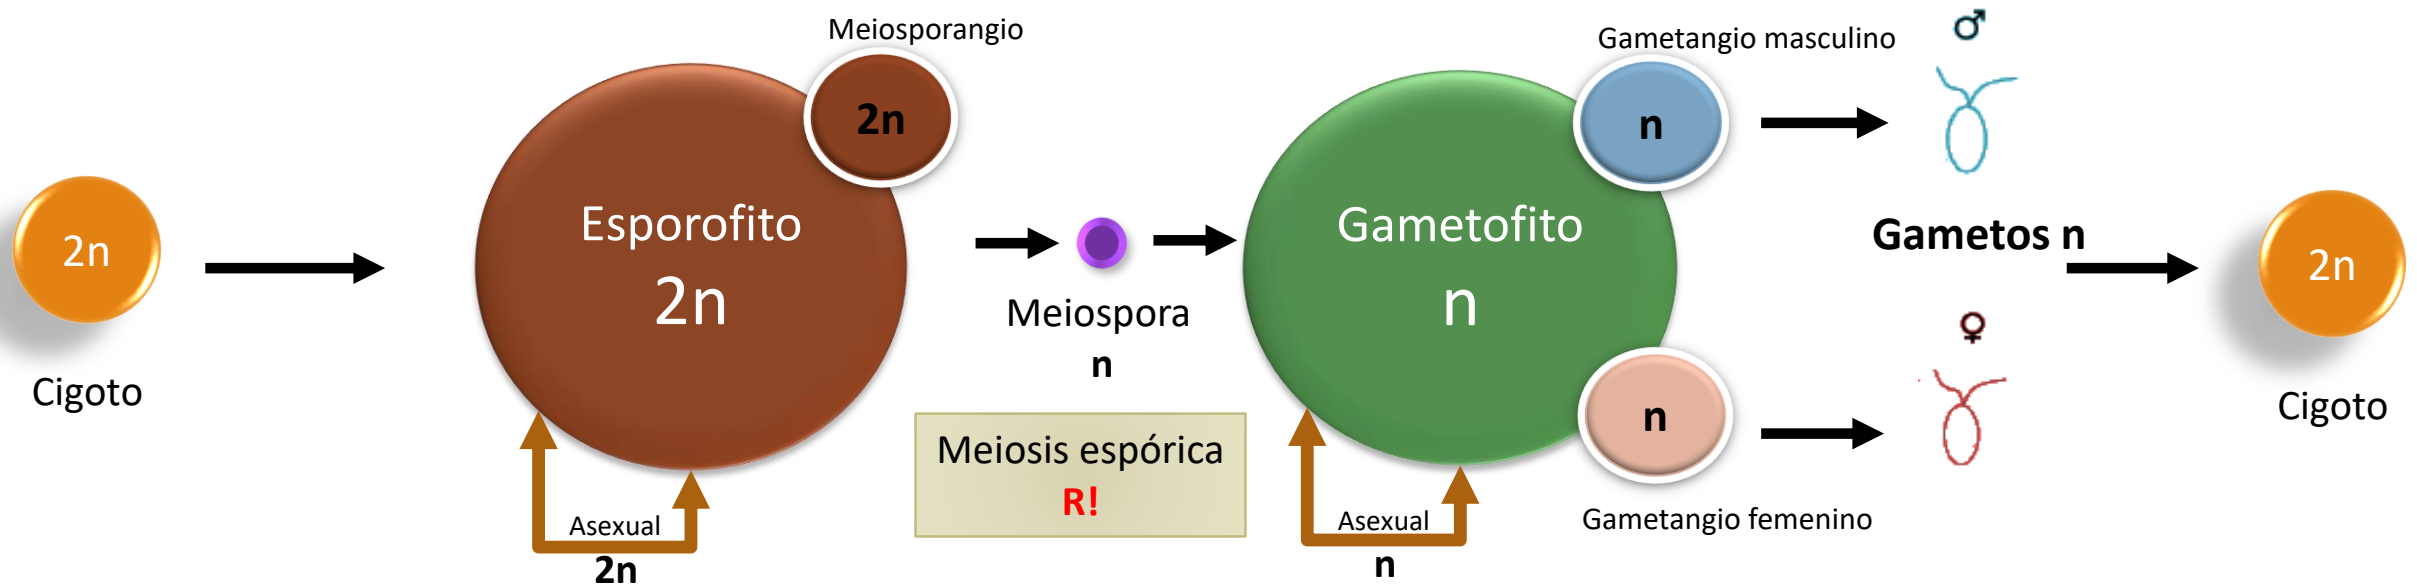 2n
Cigoto
Meiosporangio
2n
Esporofito
2n
Asexual
2n
Meiospora
n
Meiosis espórica
R!
Gametofito
n
Asexual
n
Gametangio masculino
n
n
Gametangio femenino
♂
Gametos n
♀
2n
Cigoto